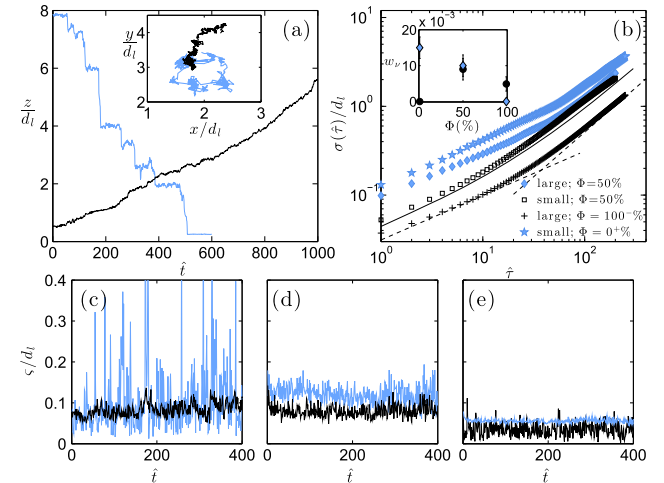 (a)
z/d_l
8
6
4
2
0
0 200 400 600 800 1000
t̂
y/d_l
4
3
2
1 2 3
x/d_l
(b)
σ(τ̂)/d_l
10^1
10^0
10^-1
10^0 10^1 10^2
τ̂
20 x 10^-3
w_ν
10
0
0 50 100
Φ(%)
large; Φ=50%
small; Φ=50%
large; Φ = 100^-%
small; Φ = 0^+%
(c)
ς/d_l
0.4
0.3
0.2
0.1
0
0 200 400
t̂
(d)
0 200 400
t̂
(e)
0 200 400
t̂